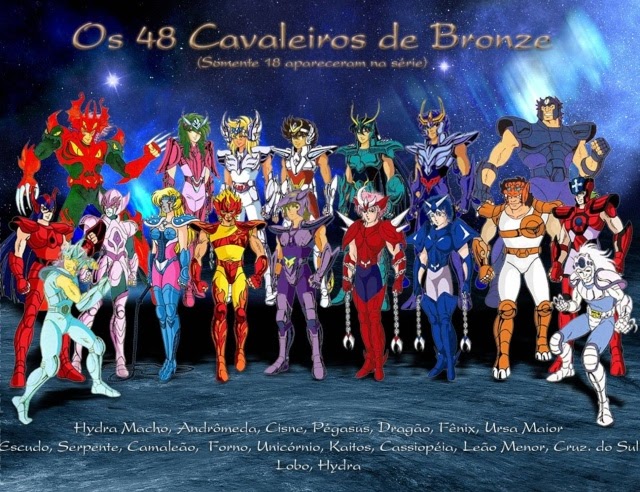 Os 48 Cavaleiros de Bronze
(Somente 18 apareceram na série)
Hydra Macho, Andrômeda, Cisne, Pégasus, Dragão, Fênix, Ursa Maior
Escudo, Serpente, Camaleão, Forno, Unicórnio, Kaitos, Cassiopéia, Leão Menor, Cruz. do Sul
Lobo, Hydra